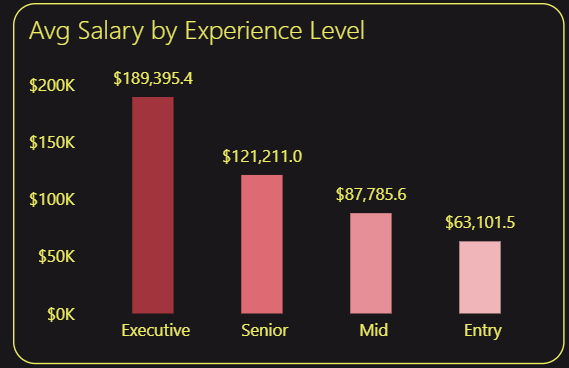 Avg Salary by Experience Level
$200K
$189,395.4
$150K
$121,211.0
$100K
$87,785.6
$63,101.5
$50K
$0K
Executive Senior Mid Entry